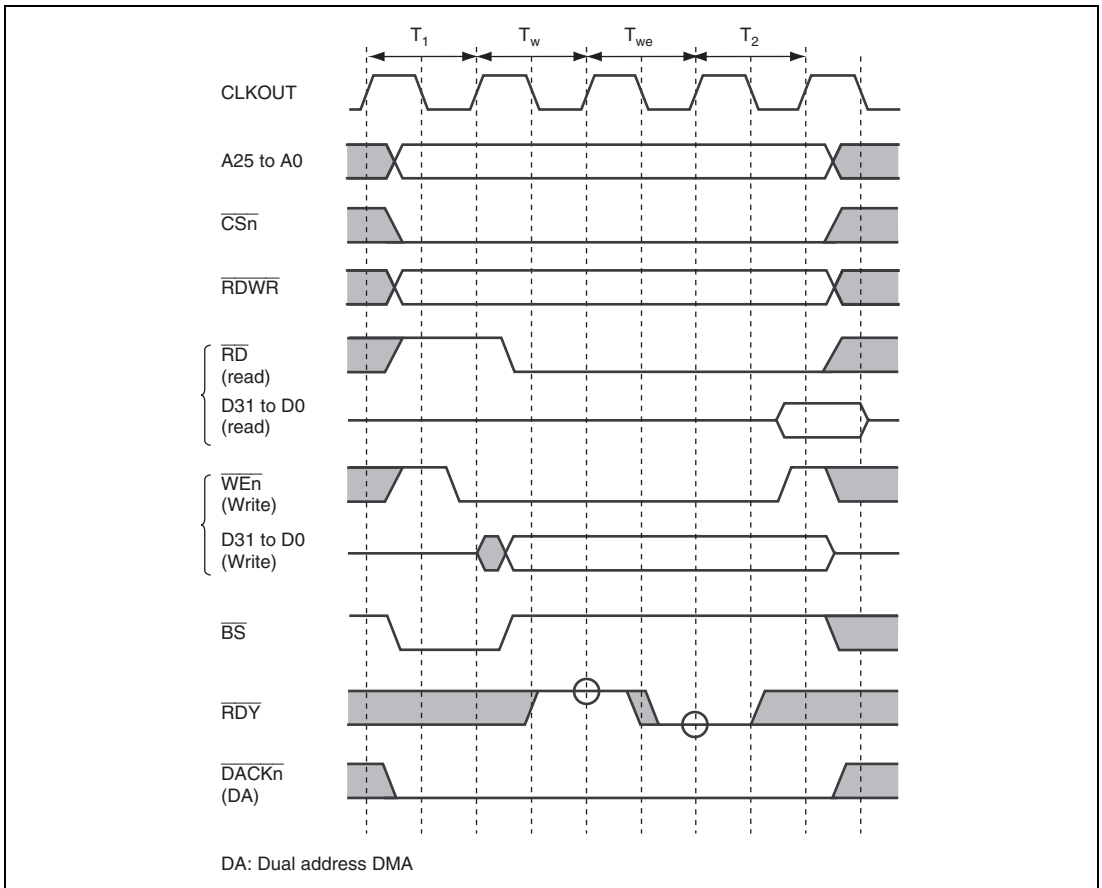 T1 Tw Twe T2
CLKOUT
A25 to A0
CSn
RDWR
RD
(read)
D31 to D0
(read)
WEn
(Write)
D31 to D0
(Write)
BS
RDY
DACKn
(DA)
DA: Dual address DMA